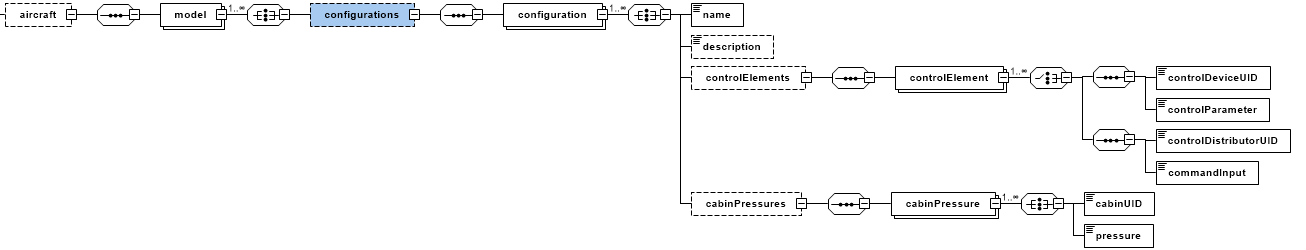 aircraft
model
1..∞
configurations
configuration
1..∞
name
description
controlElements
controlElement
1..∞
controlDeviceUID
controlParameter
controlDistributorUID
commandInput
cabinPressures
cabinPressure
1..∞
cabinUID
pressure